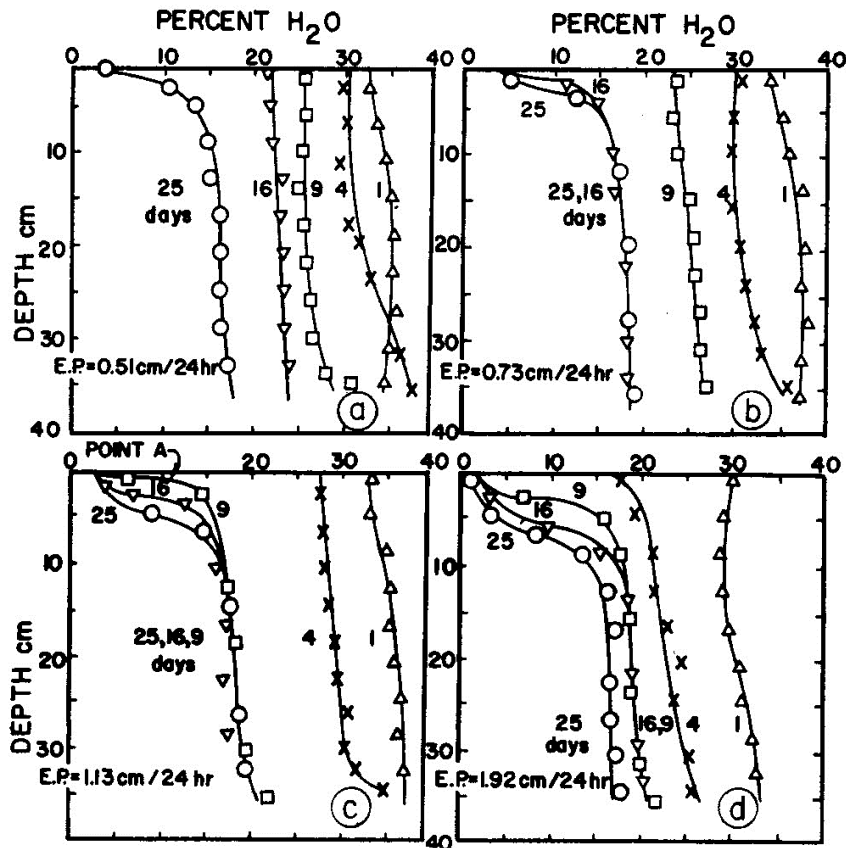 PERCENT H2O
PERCENT H2O
0 10 20 30 40
0 10 20 30 40
25 days
16
9
4
1
10
20
30
40
DEPTH cm
E.P.=0.51cm/24hr
a
16
25
25,16 days
9
4
1
10
20
30
40
E.P.=0.73cm/24hr
b
POINT A
0 20 30 40
0 10 20 30 40
16
9
25
25,16,9
days
4
1
10
20
30
DEPTH cm
E.P.=1.13cm/24hr
c
9
16
25
25
days
16,9
4
1
10
20
30
40
E.P.=1.92cm/24hr
d